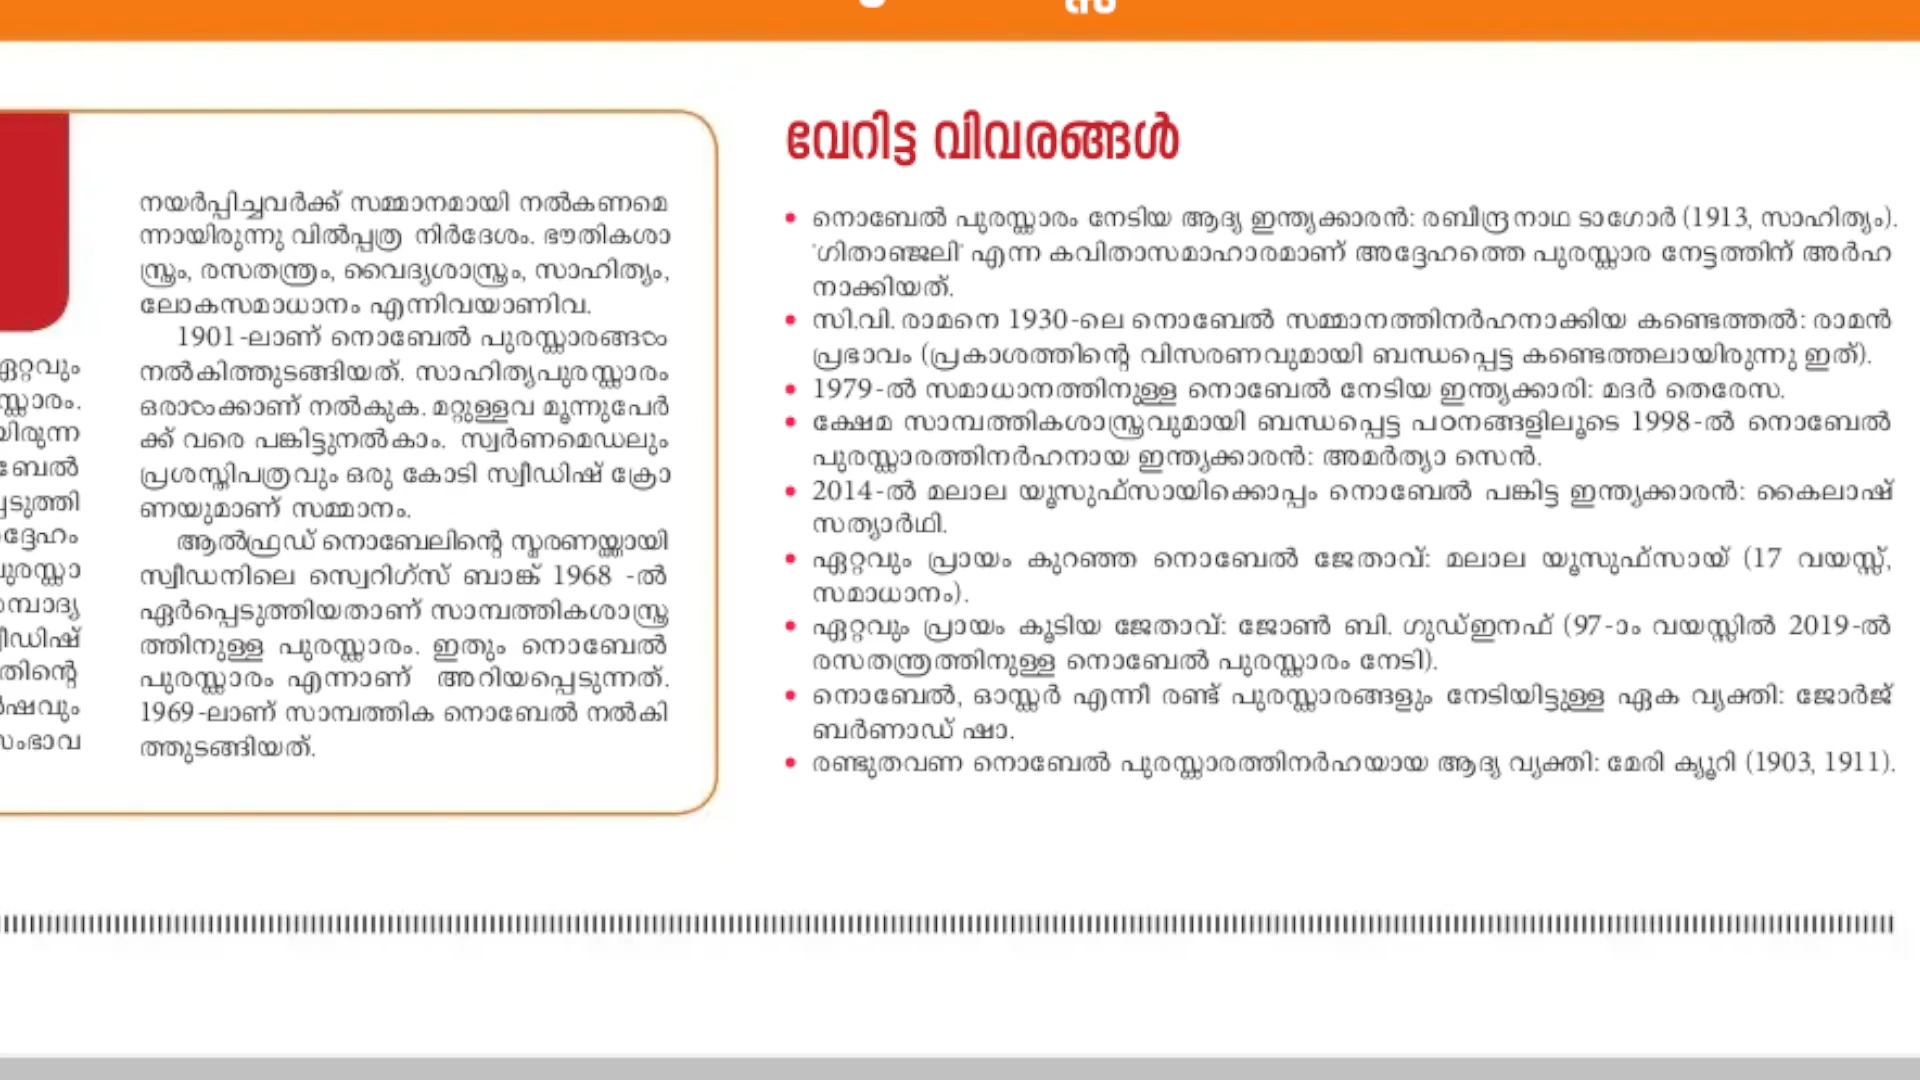 ഏറ്റവും
സ്കാരം.
യിരുന്ന
ബേൽ
പ്പെടുത്തി
ദ്ദേഹം
പുരസ്കാ
മ്പാദ്യ
ീഡിഷ്
തിന്റെ
ർഷവും
സംഭാവ
നയർപ്പിച്ചവർക്ക് സമ്മാനമായി നൽകണമെ
ന്നായിരുന്നു വിൽപ്പത്ര നിർദേശം. ഭൗതികശാ
സ്ത്രം, രസതന്ത്രം, വൈദ്യശാസ്ത്രം, സാഹിത്യം,
ലോകസമാധാനം എന്നിവയാണിവ.
1901-ലാണ് നൊബേൽ പുരസ്കാരങ്ങൾ
നൽകിത്തുടങ്ങിയത്. സാഹിത്യപുരസ്കാരം
ഒരാൾക്കാണ് നൽകുക. മറ്റുള്ളവ മൂന്നുപേർ
ക്ക് വരെ പങ്കിട്ടുനൽകാം. സ്വർണമെഡലും
പ്രശസ്തിപത്രവും ഒരു കോടി സ്വീഡിഷ് ക്രോ
ണയുമാണ് സമ്മാനം.
ആൽഫ്രഡ് നൊബേലിന്റെ സ്മരണയ്ക്കായി
സ്വീഡനിലെ സ്വെറിഗ്സ് ബാങ്ക് 1968 -ൽ
ഏർപ്പെടുത്തിയതാണ് സാമ്പത്തികശാസ്ത്ര
ത്തിനുള്ള പുരസ്കാരം. ഇതും നൊബേൽ
പുരസ്കാരം എന്നാണ് അറിയപ്പെടുന്നത്.
1969-ലാണ് സാമ്പത്തിക നൊബേൽ നൽകി
ത്തുടങ്ങിയത്.
വേറിട്ട വിവരങ്ങൾ
• നൊബേൽ പുരസ്കാരം നേടിയ ആദ്യ ഇന്ത്യക്കാരൻ: രബീന്ദ്രനാഥ ടാഗോർ (1913, സാഹിത്യം).
'ഗിതാഞ്ജലി' എന്ന കവിതാസമാഹാരമാണ് അദ്ദേഹത്തെ പുരസ്കാര നേട്ടത്തിന് അർഹ
നാക്കിയത്.
• സി.വി. രാമനെ 1930-ലെ നൊബേൽ സമ്മാനത്തിനർഹനാക്കിയ കണ്ടെത്തൽ: രാമൻ
പ്രഭാവം (പ്രകാശത്തിന്റെ വിസരണവുമായി ബന്ധപ്പെട്ട കണ്ടെത്തലായിരുന്നു ഇത്).
• 1979-ൽ സമാധാനത്തിനുള്ള നൊബേൽ നേടിയ ഇന്ത്യക്കാരി: മദർ തെരേസ.
• ക്ഷേമ സാമ്പത്തികശാസ്ത്രവുമായി ബന്ധപ്പെട്ട പഠനങ്ങളിലൂടെ 1998-ൽ നൊബേൽ
പുരസ്കാരത്തിനർഹനായ ഇന്ത്യക്കാരൻ: അമർത്യാ സെൻ.
• 2014-ൽ മലാല യൂസുഫ്സായിക്കൊപ്പം നൊബേൽ പങ്കിട്ട ഇന്ത്യക്കാരൻ: കൈലാഷ്
സത്യാർഥി.
• ഏറ്റവും പ്രായം കുറഞ്ഞ നൊബേൽ ജേതാവ്: മലാല യൂസുഫ്സായ് (17 വയസ്സ്,
സമാധാനം).
• ഏറ്റവും പ്രായം കൂടിയ ജേതാവ്: ജോൺ ബി. ഗുഡ്ഇനഫ് (97-ാം വയസ്സിൽ 2019-ൽ
രസതന്ത്രത്തിനുള്ള നൊബേൽ പുരസ്കാരം നേടി).
• നൊബേൽ, ഓസ്കർ എന്നീ രണ്ട് പുരസ്കാരങ്ങളും നേടിയിട്ടുള്ള ഏക വ്യക്തി: ജോർജ്
ബർണാഡ് ഷാ.
• രണ്ടുതവണ നൊബേൽ പുരസ്കാരത്തിനർഹയായ ആദ്യ വ്യക്തി: മേരി ക്യൂറി (1903, 1911).